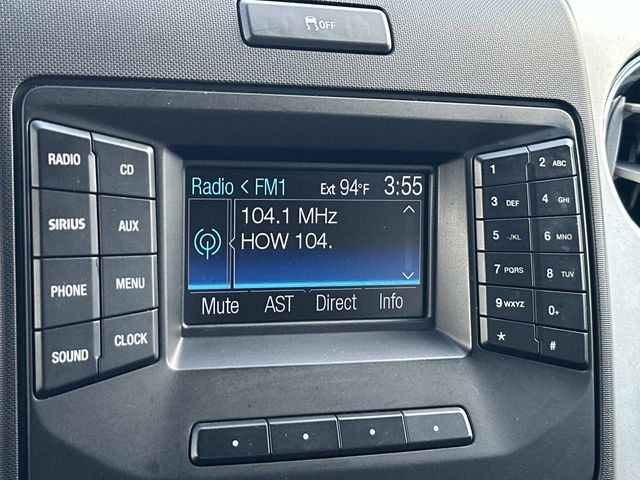 OFF
RADIO
CD
SIRIUS
AUX
PHONE
MENU
SOUND
CLOCK
Radio < FM1 Ext 94°F 3:55
104.1 MHz
HOW 104.
Mute AST Direct Info
1 2 ABC
3 DEF 4 GHI
5 JKL 6 MNO
7 PQRS 8 TUV
9 WXYZ 0+
* #